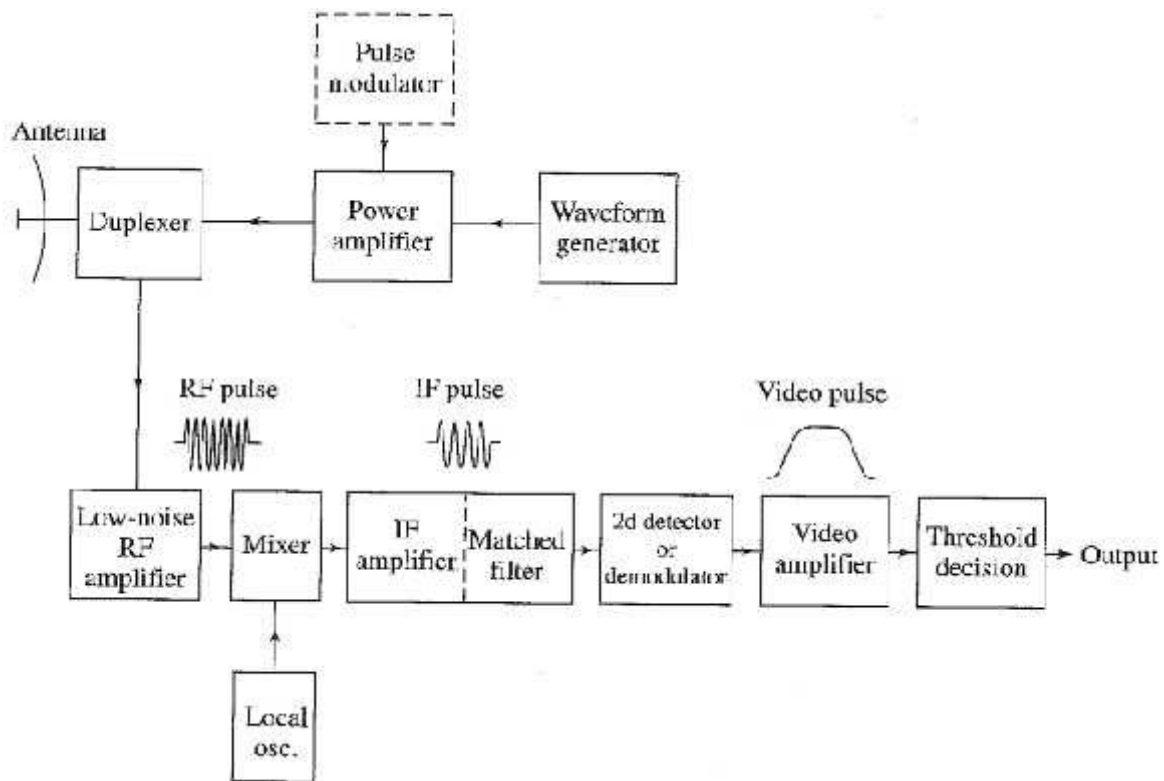 Pulse
modulator
Antenna
Duplexer
Power
amplifier
Waveform
generator
RF pulse
IF pulse
Video pulse
Low-noise
RF
amplifier
Mixer
IF
amplifier
Matched
filter
2d detector
or
demodulator
Video
amplifier
Threshold
decision
Output
Local
osc.